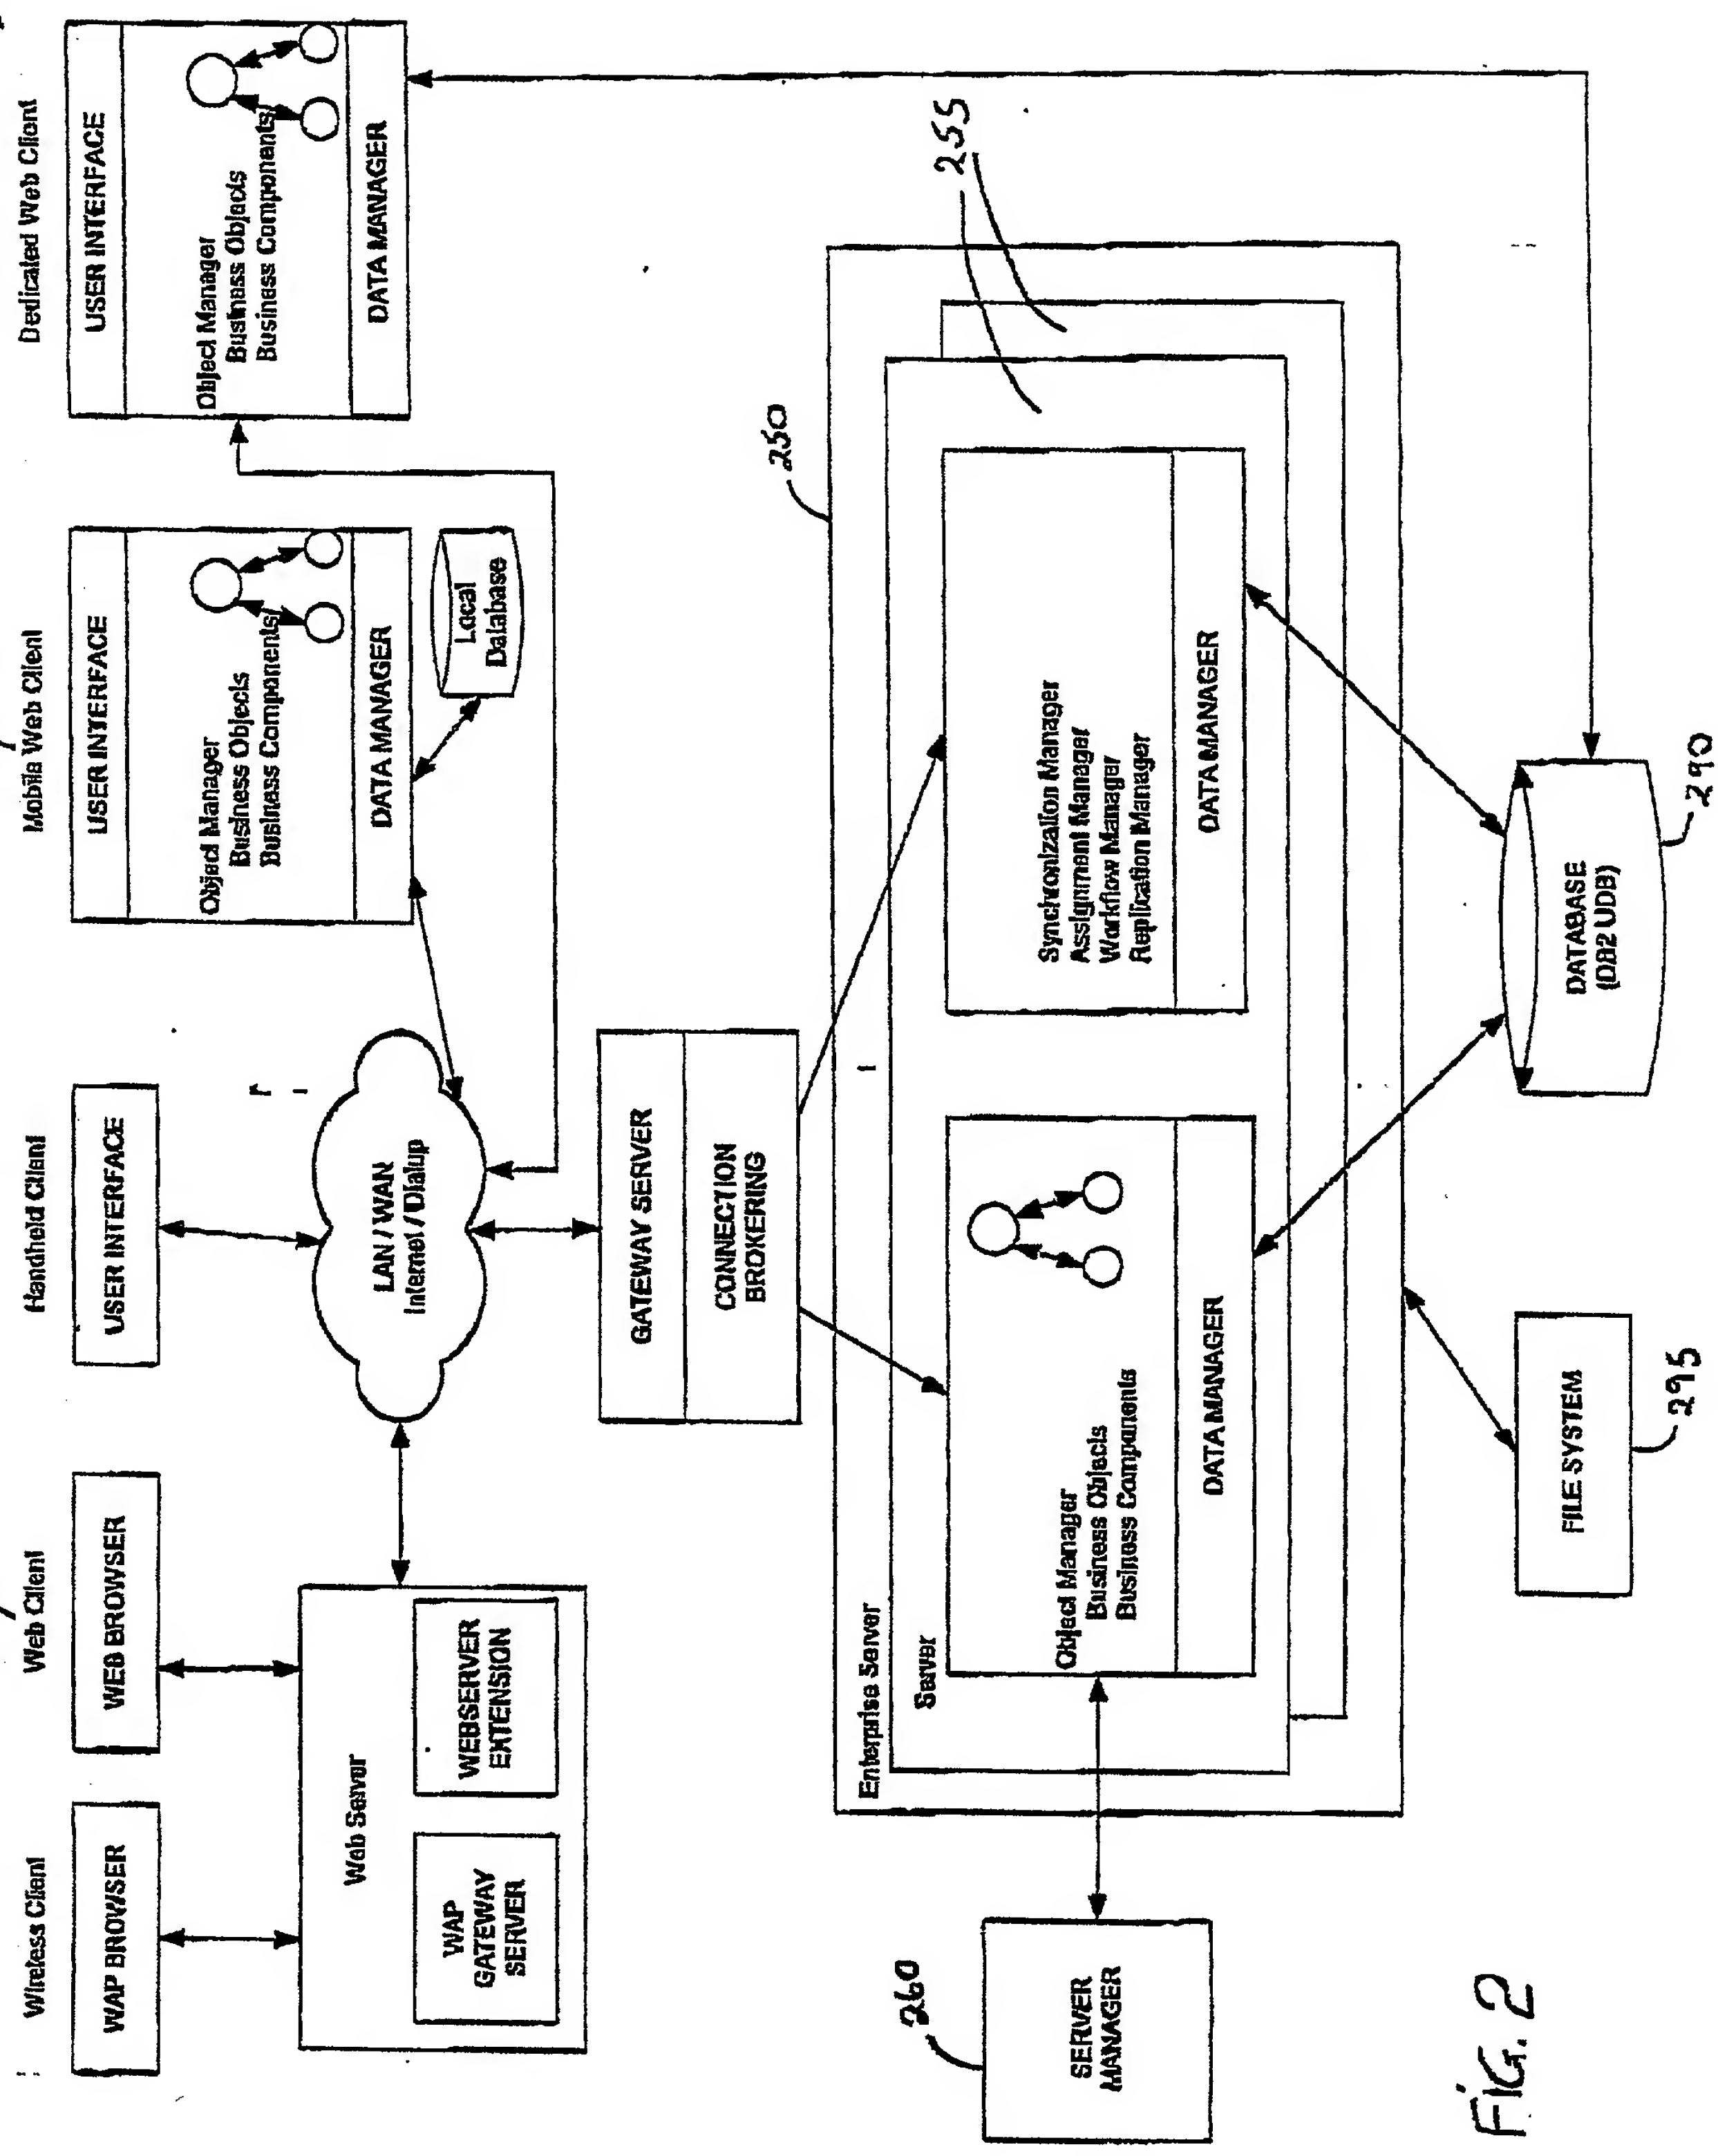 Wireless Client
Web Client
Handheld Client
Mobile Web Client
Dedicated Web Client
WAP BROWSER
WEB BROWSER
USER INTERFACE
USER INTERFACE
Object Manager
Business Objects
Business Components
DATA MANAGER
Local
Database
USER INTERFACE
Object Manager
Business Objects
Business Components
DATA MANAGER
Web Server
WAP
GATEWAY
SERVER
WEBSERVER
EXTENSION
LAN / WAN
Internet / Dialup
GATEWAY SERVER
CONNECTION
BROKERING
250
255
Enterprise Server
Server
Object Manager
Business Objects
Business Components
DATA MANAGER
Synchronization Manager
Assignment Manager
Workflow Manager
Replication Manager
DATA MANAGER
260
SERVER
MANAGER
FILE SYSTEM
295
DATABASE
(DB2 UDB)
290
FIG. 2